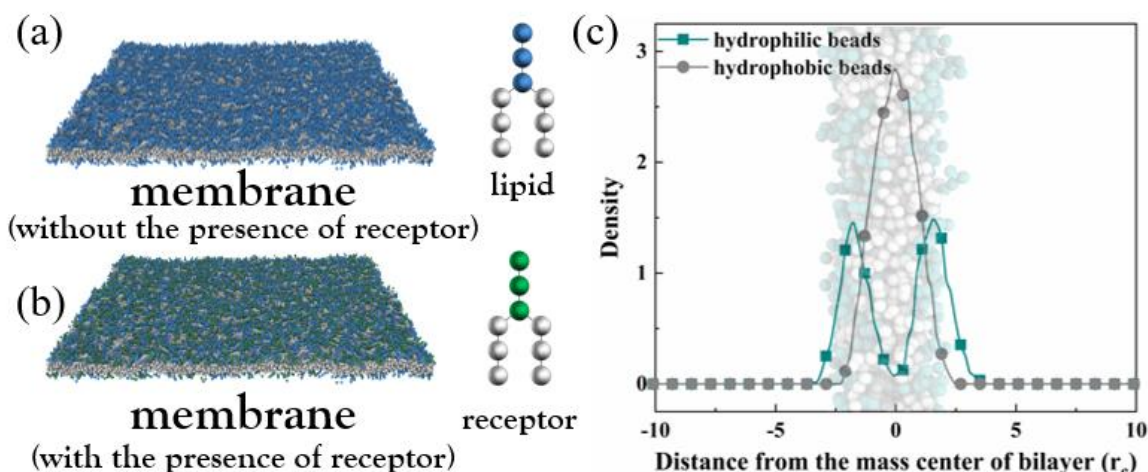 (a)
lipid
membrane
(without the presence of receptor)
(b)
receptor
membrane
(with the presence of receptor)
(c)
hydrophilic beads
hydrophobic beads
Density
3
2
1
0
-10
-5
0
5
10
Distance from the mass center of bilayer (r